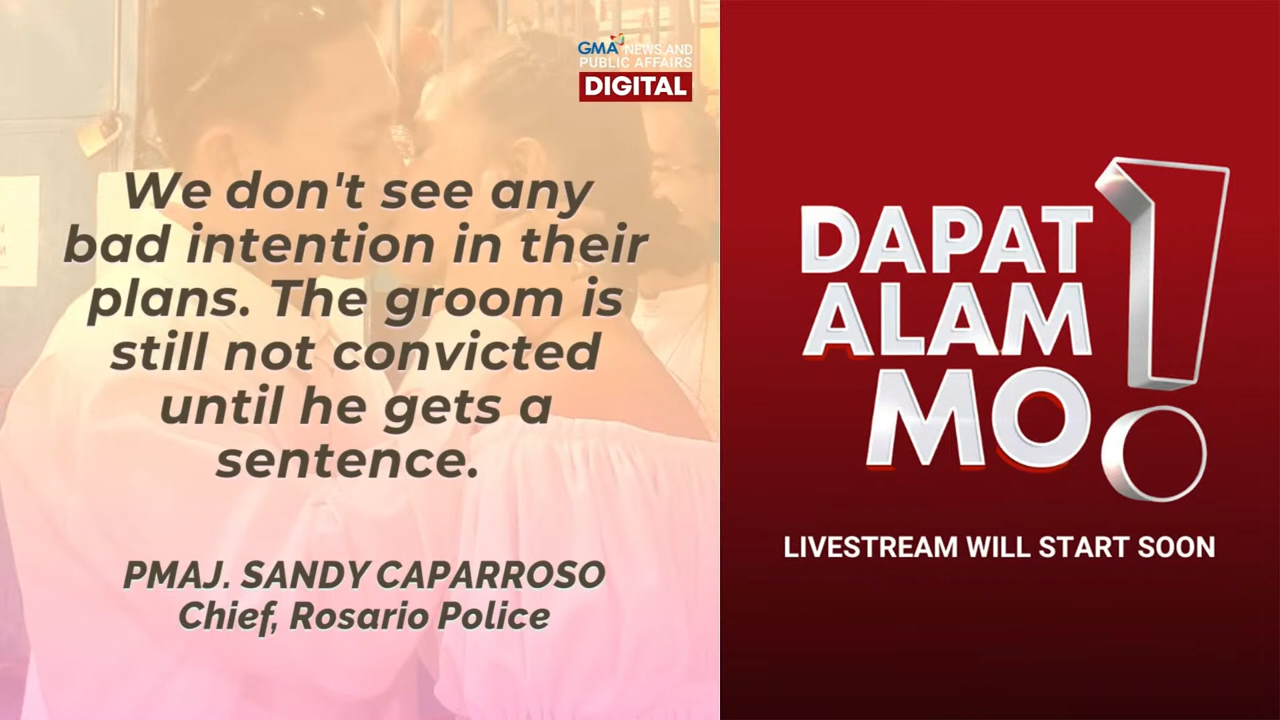 GMA NEWS AND
PUBLIC AFFAIRS
DIGITAL
We don't see any
bad intention in their
plans. The groom is
still not convicted
until he gets a
sentence.
PMAJ. SANDY CAPARROSO
Chief, Rosario Police
DAPAT
ALAM
MO!
LIVESTREAM WILL START SOON